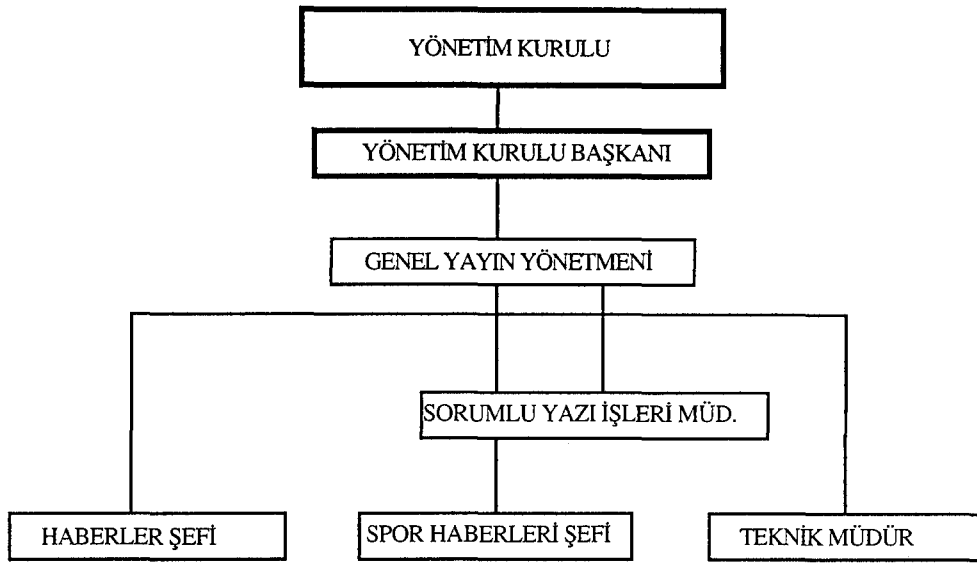 YÖNETİM KURULU
YÖNETİM KURULU BAŞKANI
GENEL YAYIN YÖNETMENİ
SORUMLU YAZI İŞLERİ MÜD.
HABERLER ŞEFİ
SPOR HABERLERİ ŞEFİ
TEKNİK MÜDÜR